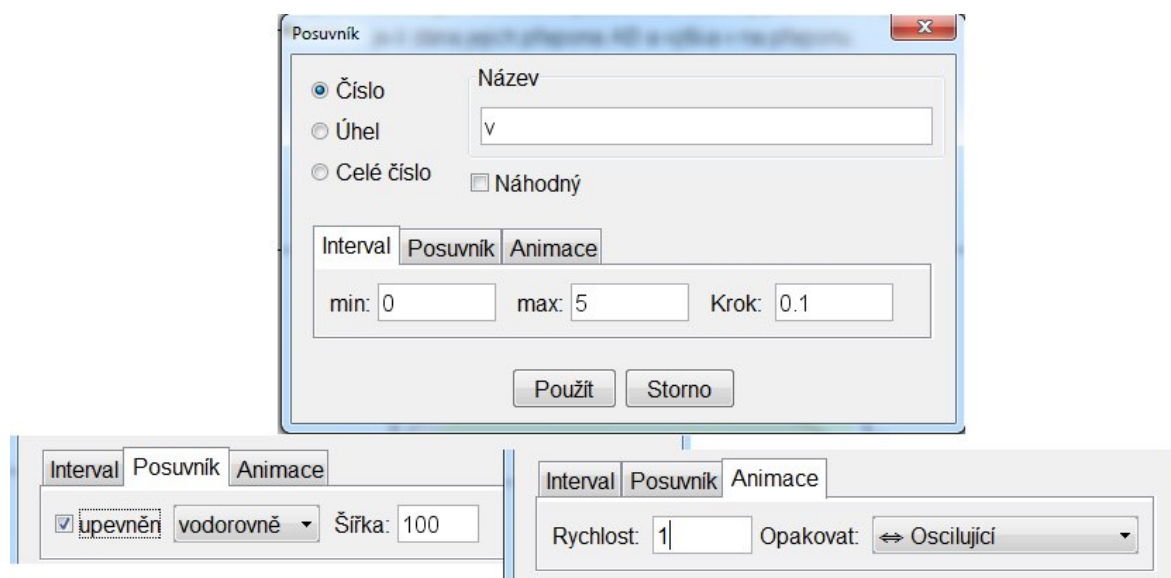 Posuvník
Číslo
Úhel
Celé číslo
Název
v
Náhodný
Interval Posuvník Animace
min: 0 max: 5 Krok: 0.1
Použít Storno
Interval Posuvník Animace
upevněn vodorovně Šířka: 100
Interval Posuvník Animace
Rychlost: 1 Opakovat: ⇔ Oscilující